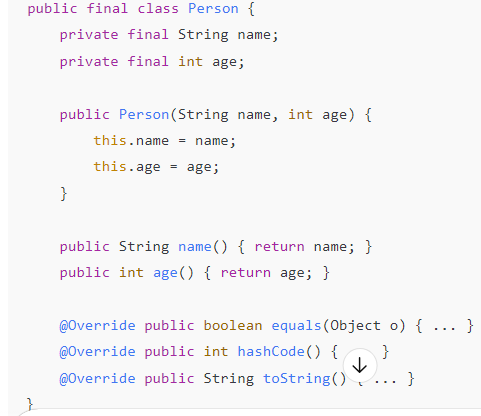 public final class Person {
private final String name;
private final int age;
public Person(String name, int age) {
this.name = name;
this.age = age;
}
public String name() { return name; }
public int age() { return age; }
@Override public boolean equals(Object o) { ... }
@Override public int hashCode() { }
@Override public String toString() { ... }
}